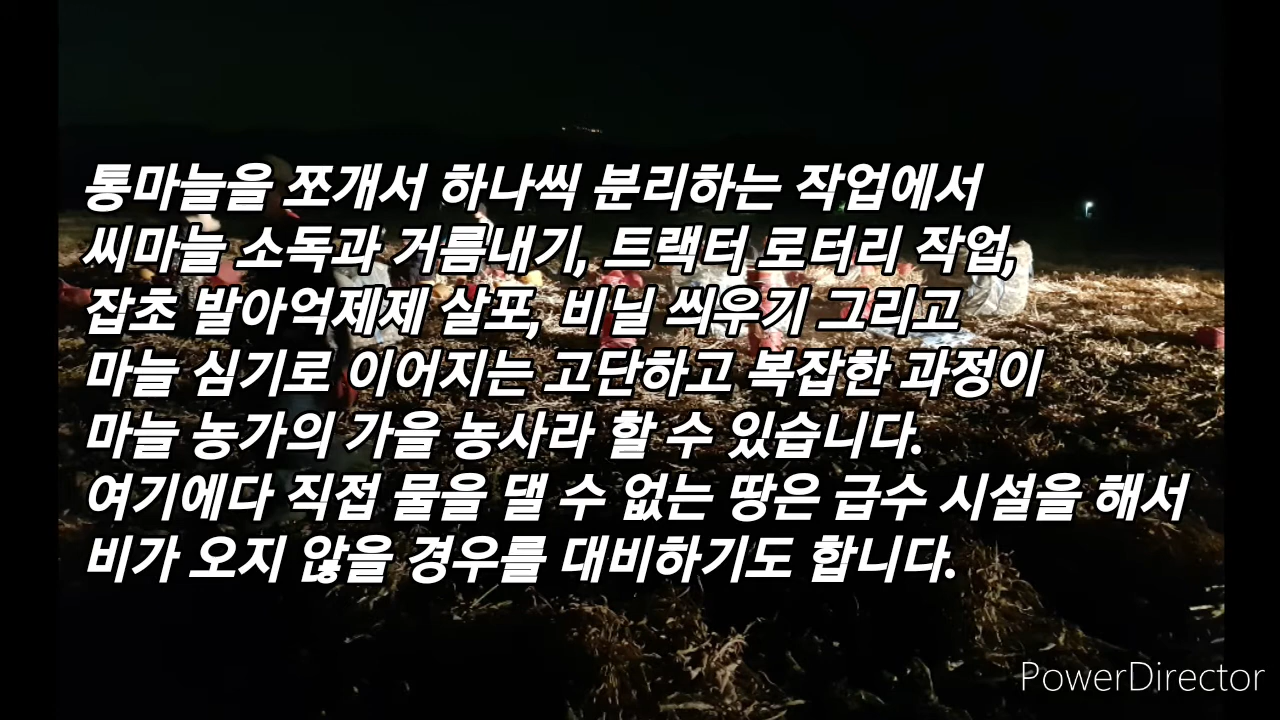 통마늘을 쪼개서 하나씩 분리하는 작업에서
씨마늘 소독과 거름내기, 트랙터 로터리 작업,
잡초 발아억제제 살포, 비닐 씌우기 그리고
마늘 심기로 이어지는 고단하고 복잡한 과정이
마늘 농가의 가을 농사라 할 수 있습니다.
여기에다 직접 물을 댈 수 없는 땅은 급수 시설을 해서
비가 오지 않을 경우를 대비하기도 합니다.
PowerDirector